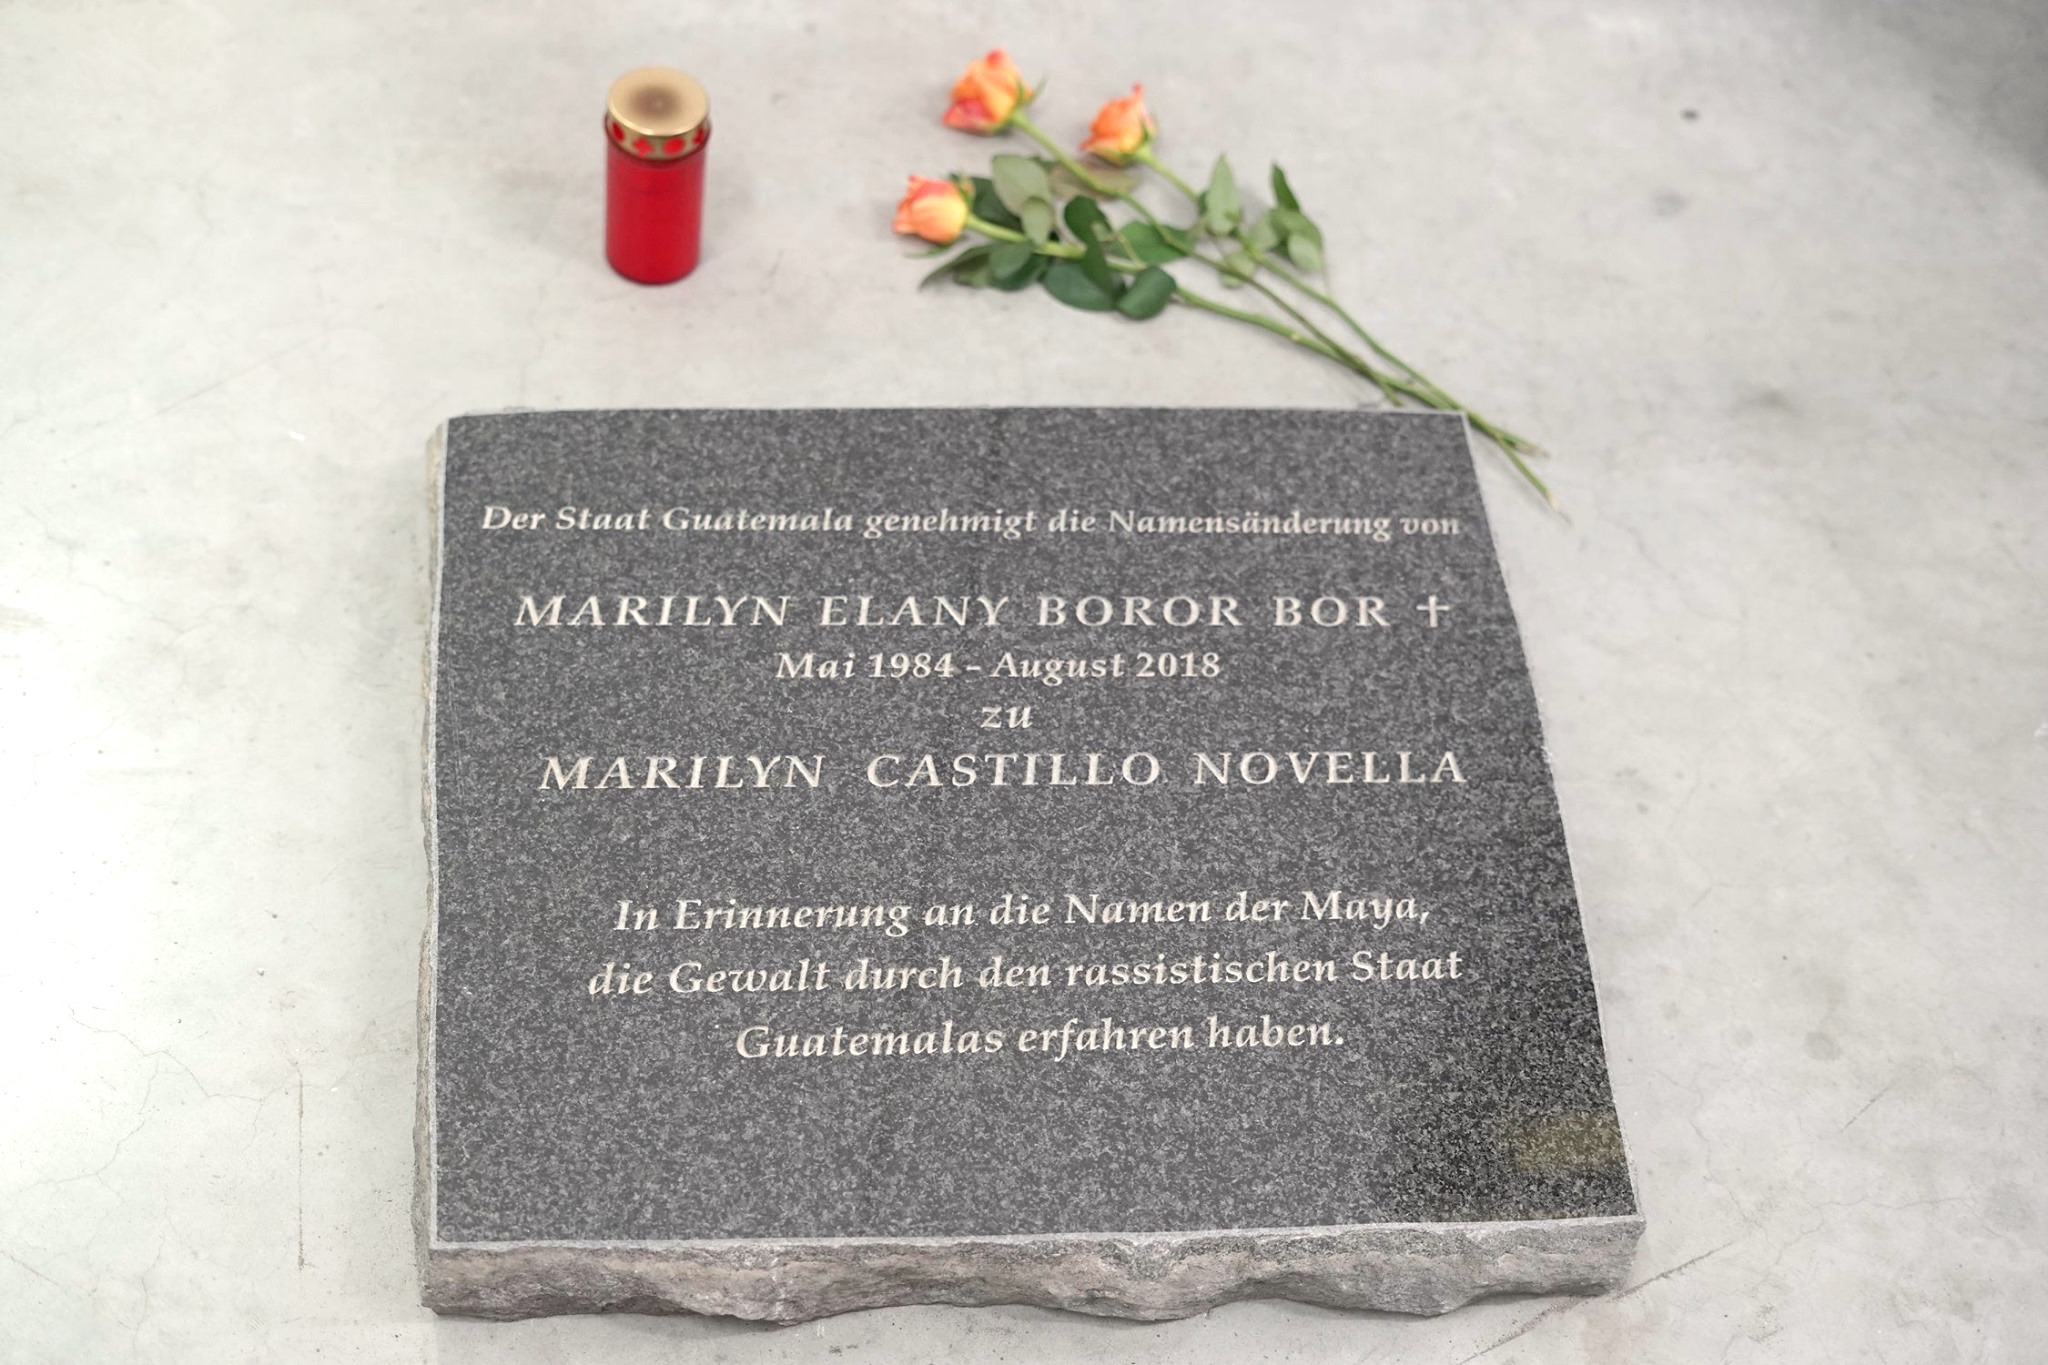 Der Staat Guatemala genehmigt die Namensänderung von
MARILYN ELANY BOROR BOR ✝
Mai 1984 - August 2018
zu
MARILYN CASTILLO NOVELLA
In Erinnerung an die Namen der Maya,
die Gewalt durch den rassistischen Staat
Guatemalas erfahren haben.